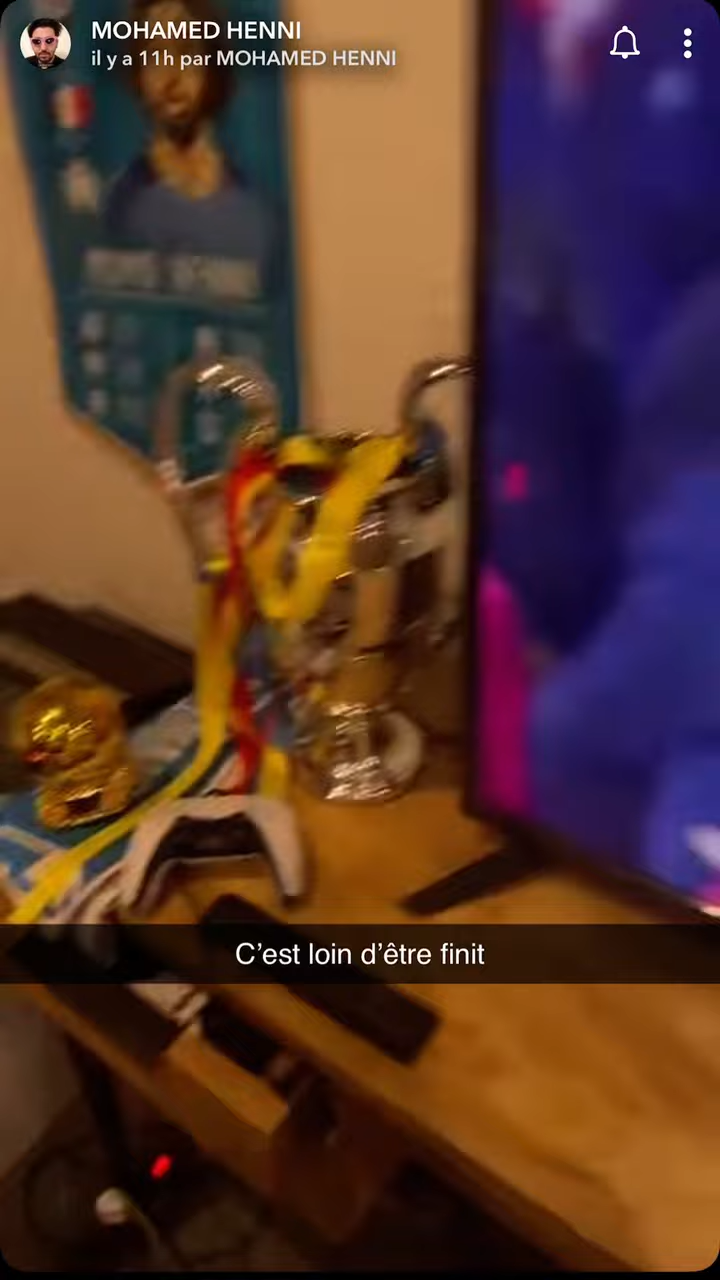 MOHAMED HENNI
il y a 11h par MOHAMED HENNI
C'est loin d'être finit